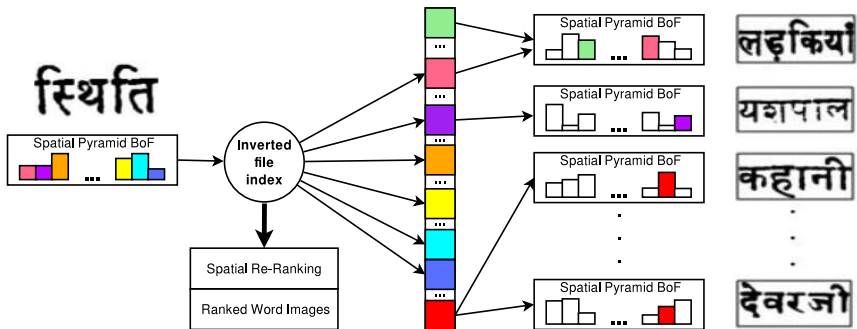 स्थिति
Spatial Pyramid BoF
...
Inverted
file
index
Spatial Re-Ranking
Ranked Word Images
...
...
...
...
...
...
Spatial Pyramid BoF
...
लड़कियाँ
Spatial Pyramid BoF
...
यशपाल
Spatial Pyramid BoF
...
कहानी
Spatial Pyramid BoF
...
देवरजी